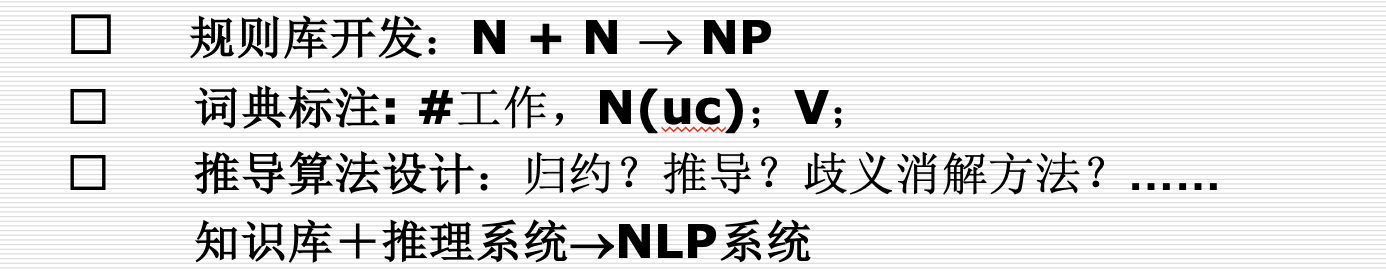 □ 规则库开发：N + N → NP
□ 词典标注: #工作，N(uc)；V；
□ 推导算法设计：归约？推导？歧义消解方法？......
知识库＋推理系统→NLP系统